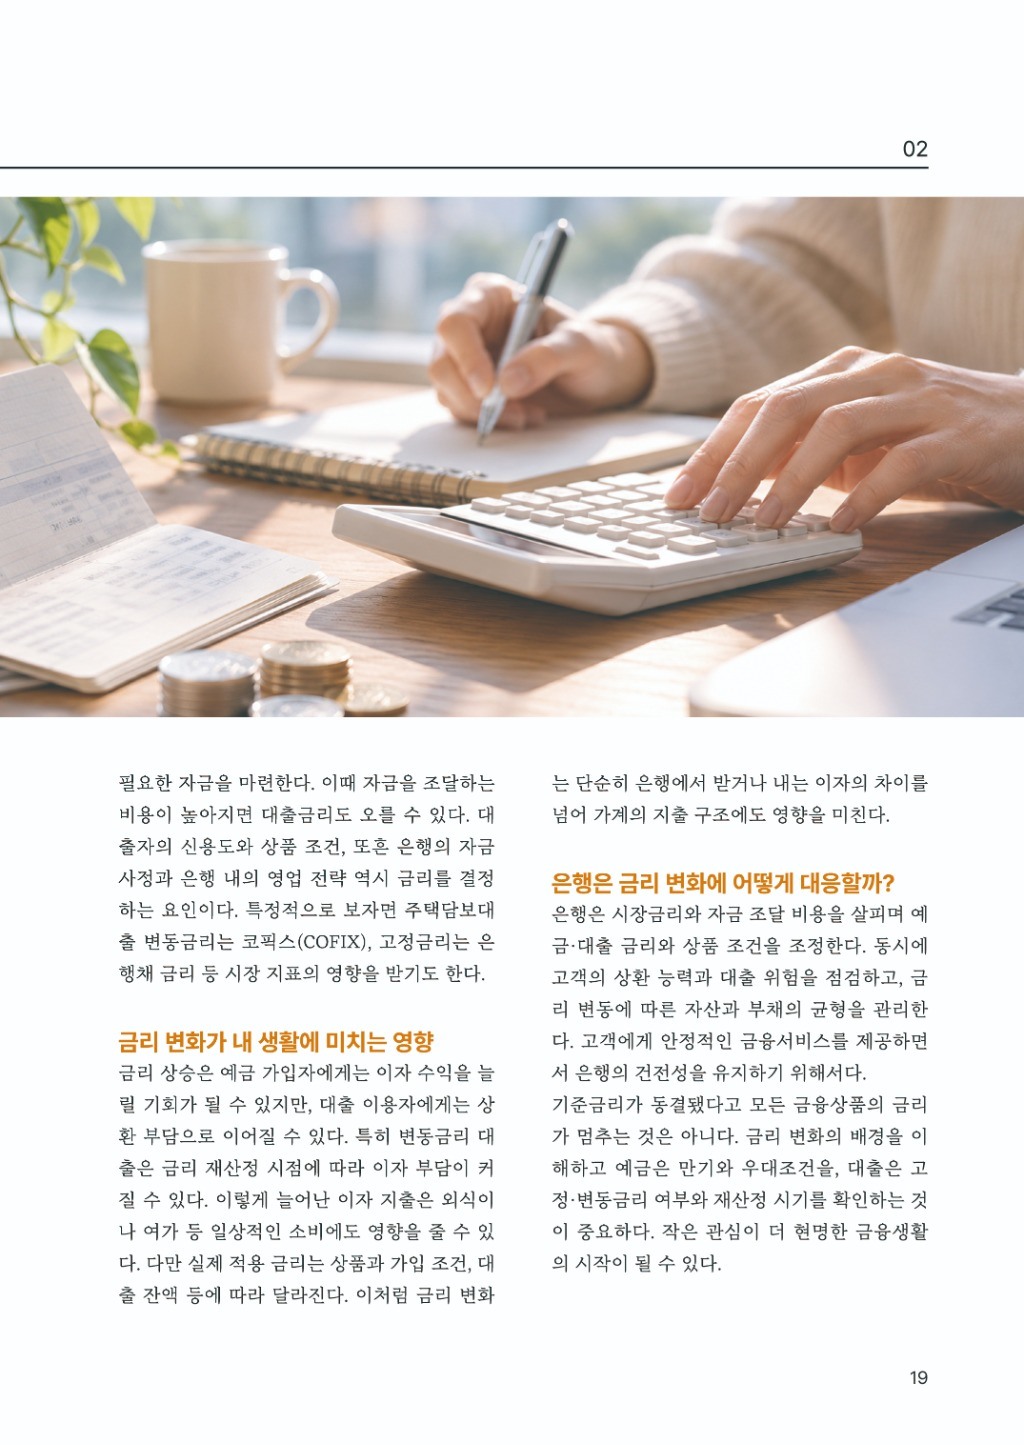 02
필요한 자금을 마련한다. 이때 자금을 조달하는
비용이 높아지면 대출금리도 오를 수 있다. 대
출자의 신용도와 상품 조건, 또흔 은행의 자금
사정과 은행 내의 영업 전략 역시 금리를 결정
하는 요인이다. 특정적으로 보자면 주택담보대
출 변동금리는 코픽스(COFIX), 고정금리는 은
행채 금리 등 시장 지표의 영향을 받기도 한다.
금리 변화가 내 생활에 미치는 영향
금리 상승은 예금 가입자에게는 이자 수익을 늘
릴 기회가 될 수 있지만, 대출 이용자에게는 상
환 부담으로 이어질 수 있다. 특히 변동금리 대
출은 금리 재산정 시점에 따라 이자 부담이 커
질 수 있다. 이렇게 늘어난 이자 지출은 외식이
나 여가 등 일상적인 소비에도 영향을 줄 수 있
다. 다만 실제 적용 금리는 상품과 가입 조건, 대
출 잔액 등에 따라 달라진다. 이처럼 금리 변화
는 단순히 은행에서 받거나 내는 이자의 차이를
넘어 가계의 지출 구조에도 영향을 미친다.
은행은 금리 변화에 어떻게 대응할까?
은행은 시장금리와 자금 조달 비용을 살피며 예
금·대출 금리와 상품 조건을 조정한다. 동시에
고객의 상환 능력과 대출 위험을 점검하고, 금
리 변동에 따른 자산과 부채의 균형을 관리한
다. 고객에게 안정적인 금융서비스를 제공하면
서 은행의 건전성을 유지하기 위해서다.
기준금리가 동결됐다고 모든 금융상품의 금리
가 멈추는 것은 아니다. 금리 변화의 배경을 이
해하고 예금은 만기와 우대조건을, 대출은 고
정·변동금리 여부와 재산정 시기를 확인하는 것
이 중요하다. 작은 관심이 더 현명한 금융생활
의 시작이 될 수 있다.
19